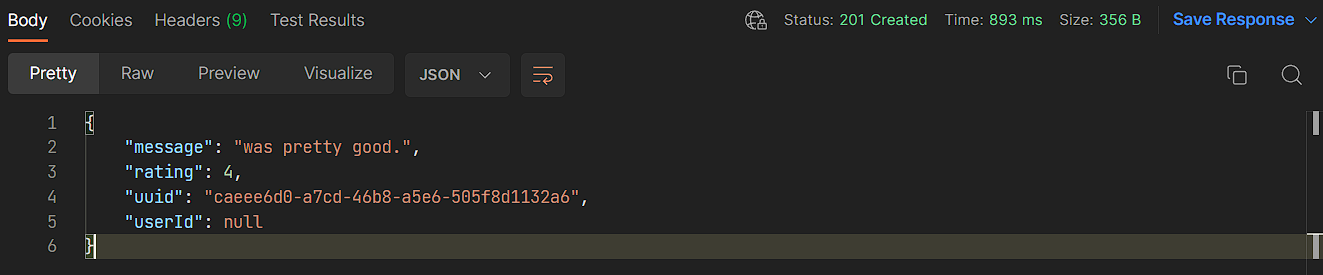 Body Cookies Headers (9) Test Results Status: 201 Created Time: 893 ms Size: 356 B Save Response
Pretty Raw Preview Visualize JSON
1 {
2 "message": "was pretty good.",
3 "rating": 4,
4 "uuid": "caeee6d0-a7cd-46b8-a5e6-505f8d1132a6",
5 "userId": null
6 }